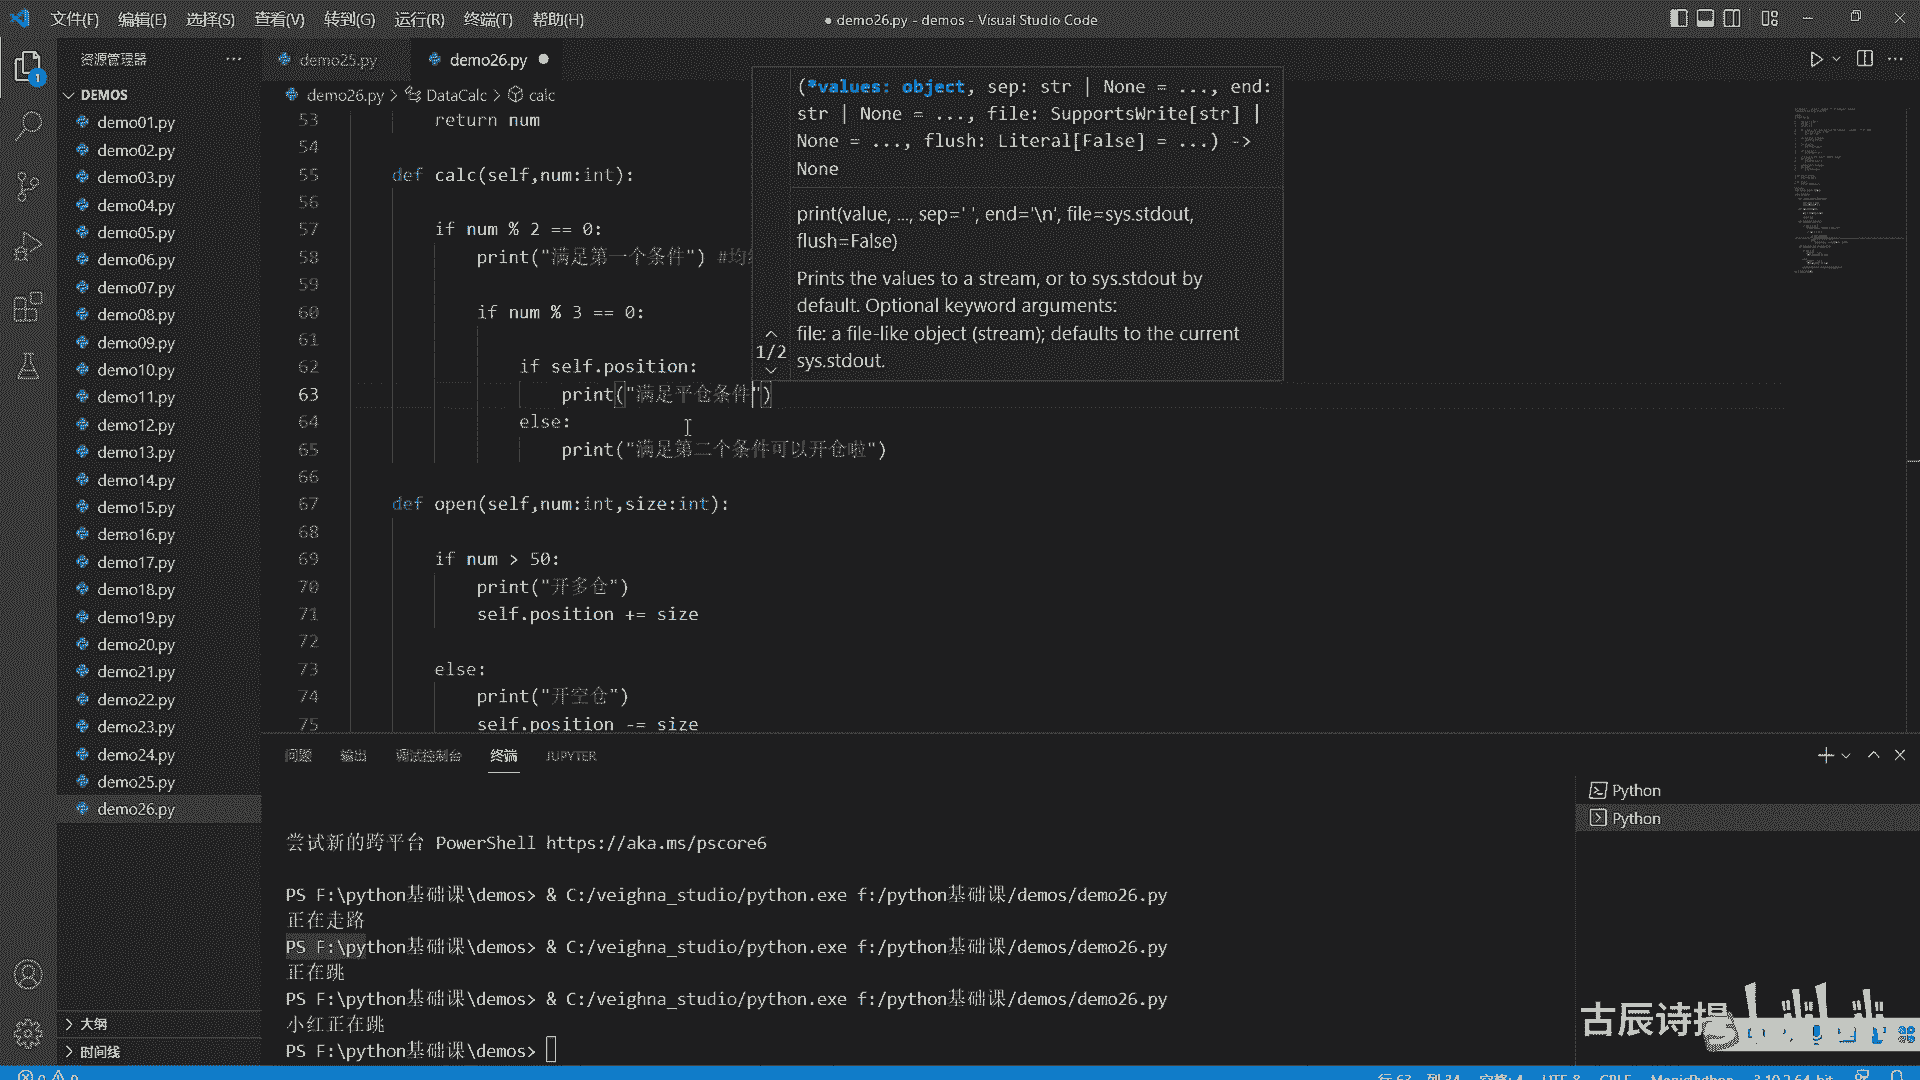 文件(F) 编辑(E) 选择(S) 查看(V) 转到(G) 运行(R) 终端(T) 帮助(H)
● demo26.py - demos - Visual Studio Code
资源管理器
DEMOS
demo01.py
demo02.py
demo03.py
demo04.py
demo05.py
demo06.py
demo07.py
demo08.py
demo09.py
demo10.py
demo11.py
demo12.py
demo13.py
demo14.py
demo15.py
demo16.py
demo17.py
demo18.py
demo19.py
demo20.py
demo21.py
demo22.py
demo23.py
demo24.py
demo25.py
demo26.py
大纲
时间线
demo25.py
demo26.py
demo26.py > DataCalc > calc
53 return num
54
55 def calc(self,num:int):
56
57 if num % 2 == 0:
58 print("满足第一个条件") #均
59
60 if num % 3 == 0:
61
62 if self.position:
63 print("满足平仓条件")
64 else:
65 print("满足第二个条件可以开仓啦")
66
67 def open(self,num:int,size:int):
68
69 if num > 50:
70 print("开多仓")
71 self.position += size
72
73 else:
74 print("开空仓")
75 self.position -= size
(*values: object, sep: str | None = ..., end:
str | None = ..., file: SupportsWrite[str] |
None = ..., flush: Literal[False] = ...) ->
None
print(value, ..., sep=' ', end='\n', file=sys.stdout,
flush=False)
Prints the values to a stream, or to sys.stdout by
default. Optional keyword arguments:
file: a file-like object (stream); defaults to the current
sys.stdout.
1/2
问题 输出 调试控制台 终端 JUPYTER
尝试新的跨平台 PowerShell https://aka.ms/pscore6
PS F:\python基础课\demos> & C:/veighna_studio/python.exe f:/python基础课/demos/demo26.py
正在走路
PS F:\python基础课\demos> & C:/veighna_studio/python.exe f:/python基础课/demos/demo26.py
正在跳
PS F:\python基础课\demos> & C:/veighna_studio/python.exe f:/python基础课/demos/demo26.py
小红正在跳
PS F:\python基础课\demos>
Python
Python
古辰诗提